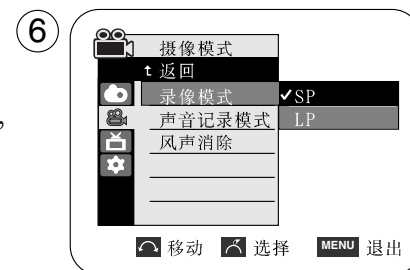 ⑥
摄像模式
返回
录像模式 ✔SP
声音记录模式 LP
风声消除
,
移动 选择 MENU 退出